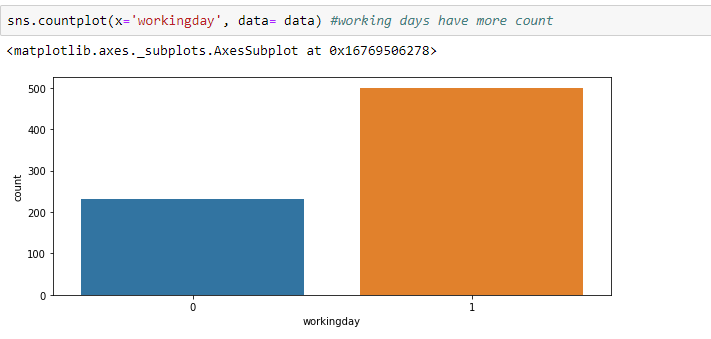 sns.countplot(x='workingday', data= data) #working days have more count
<matplotlib.axes._subplots.AxesSubplot at 0x16769506278>
500
400
300
200
100
0
count
0 1
workingday